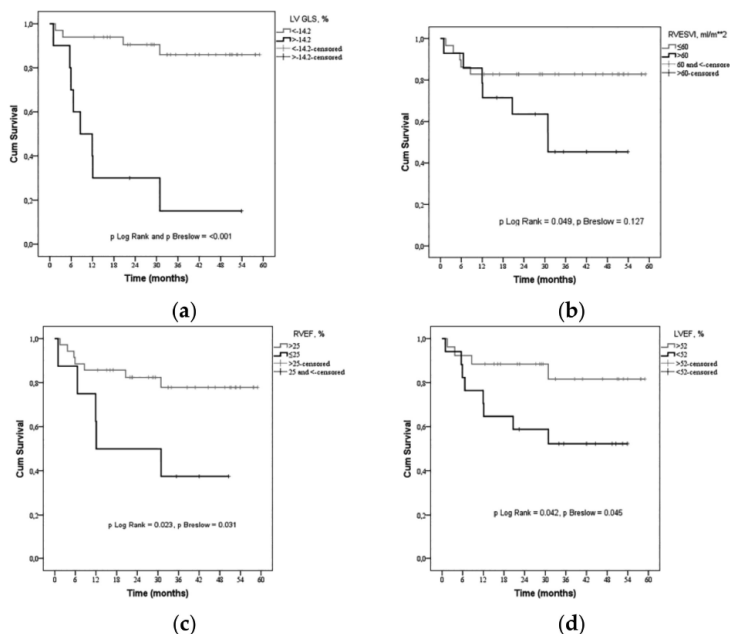 LV GLS, %
<-14.2
>-14.2
<-14.2-censored
>-14.2-censored
1,0
0,8
0,6
0,4
0,2
0,0
Cum Survival
p Log Rank and p Breslow = <0.001
0 6 12 18 24 30 36 42 48 54 60
Time (months)
(a)
RVESVI, ml/m**2
≤60
>60
60 and <-censore
>60-censored
1,0
0,8
0,6
0,4
0,2
0,0
Cum Survival
p Log Rank = 0.049, p Breslow = 0.127
0 6 12 18 24 30 36 42 48 54 60
Time (months)
(b)
RVEF, %
>25
≤25
>25-censored
25 and <-censored
1,0
0,8
0,6
0,4
0,2
0,0
Cum Survival
p Log Rank = 0.023, p Breslow = 0.031
0 6 12 18 24 30 36 42 48 54 60
Time (months)
(c)
LVEF, %
>52
<52
>52-censored
<52-censored
1,0
0,8
0,6
0,4
0,2
0,0
Cum Survival
p Log Rank = 0.042, p Breslow = 0.045
0 6 12 18 24 30 36 42 48 54 60
Time (months)
(d)